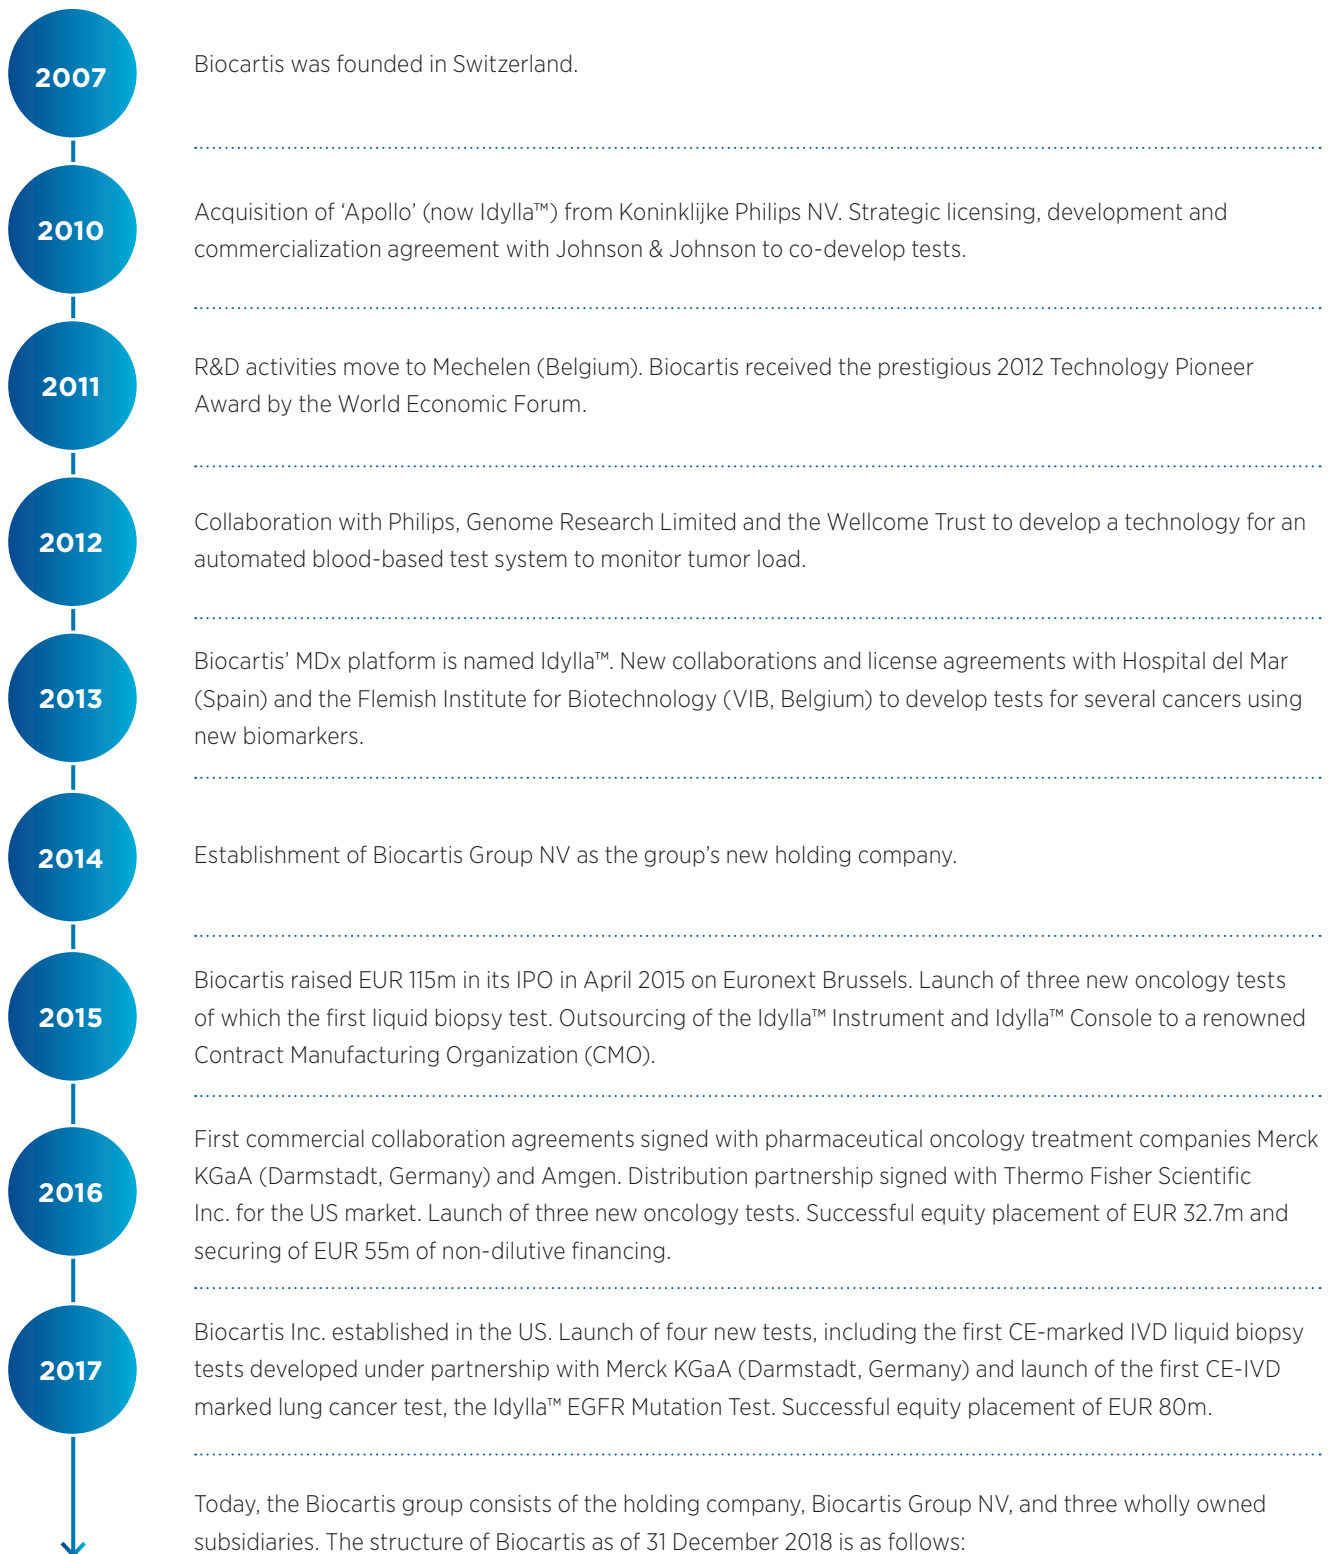 2007
Biocartis was founded in Switzerland.
2010
Acquisition of ‘Apollo’ (now Idylla™) from Koninklijke Philips NV. Strategic licensing, development and
commercialization agreement with Johnson & Johnson to co-develop tests.
2011
R&D activities move to Mechelen (Belgium). Biocartis received the prestigious 2012 Technology Pioneer
Award by the World Economic Forum.
2012
Collaboration with Philips, Genome Research Limited and the Wellcome Trust to develop a technology for an
automated blood-based test system to monitor tumor load.
2013
Biocartis’ MDx platform is named Idylla™. New collaborations and license agreements with Hospital del Mar
(Spain) and the Flemish Institute for Biotechnology (VIB, Belgium) to develop tests for several cancers using
new biomarkers.
2014
Establishment of Biocartis Group NV as the group’s new holding company.
2015
Biocartis raised EUR 115m in its IPO in April 2015 on Euronext Brussels. Launch of three new oncology tests
of which the first liquid biopsy test. Outsourcing of the Idylla™ Instrument and Idylla™ Console to a renowned
Contract Manufacturing Organization (CMO).
2016
First commercial collaboration agreements signed with pharmaceutical oncology treatment companies Merck
KGaA (Darmstadt, Germany) and Amgen. Distribution partnership signed with Thermo Fisher Scientific
Inc. for the US market. Launch of three new oncology tests. Successful equity placement of EUR 32.7m and
securing of EUR 55m of non-dilutive financing.
2017
Biocartis Inc. established in the US. Launch of four new tests, including the first CE-marked IVD liquid biopsy
tests developed under partnership with Merck KGaA (Darmstadt, Germany) and launch of the first CE-IVD
marked lung cancer test, the Idylla™ EGFR Mutation Test. Successful equity placement of EUR 80m.
Today, the Biocartis group consists of the holding company, Biocartis Group NV, and three wholly owned
subsidiaries. The structure of Biocartis as of 31 December 2018 is as follows: